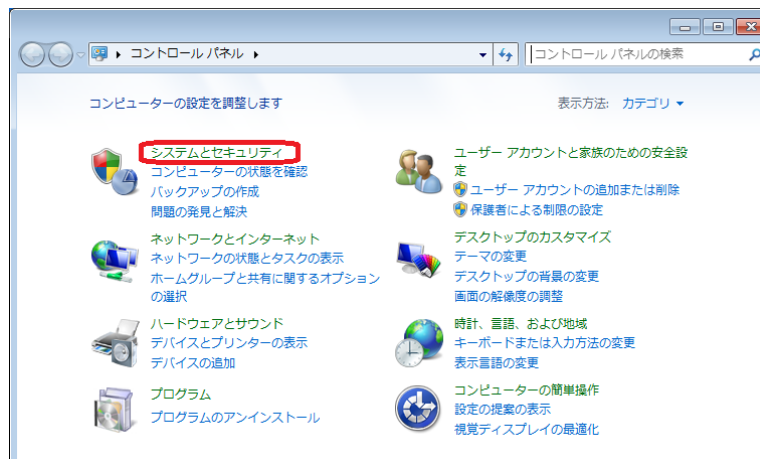 コントロール パネル
コントロール パネルの検索
コンピューターの設定を調整します
表示方法: カテゴリ
システムとセキュリティ
コンピューターの状態を確認
バックアップの作成
問題の発見と解決
ネットワークとインターネット
ネットワークの状態とタスクの表示
ホームグループと共有に関するオプション
の選択
ハードウェアとサウンド
デバイスとプリンターの表示
デバイスの追加
プログラム
プログラムのアンインストール
ユーザー アカウントと家族のための安全設
定
ユーザー アカウントの追加または削除
保護者による制限の設定
デスクトップのカスタマイズ
テーマの変更
デスクトップの背景の変更
画面の解像度の調整
時計、言語、および地域
キーボードまたは入力方法の変更
表示言語の変更
コンピューターの簡単操作
設定の提案の表示
視覚ディスプレイの最適化